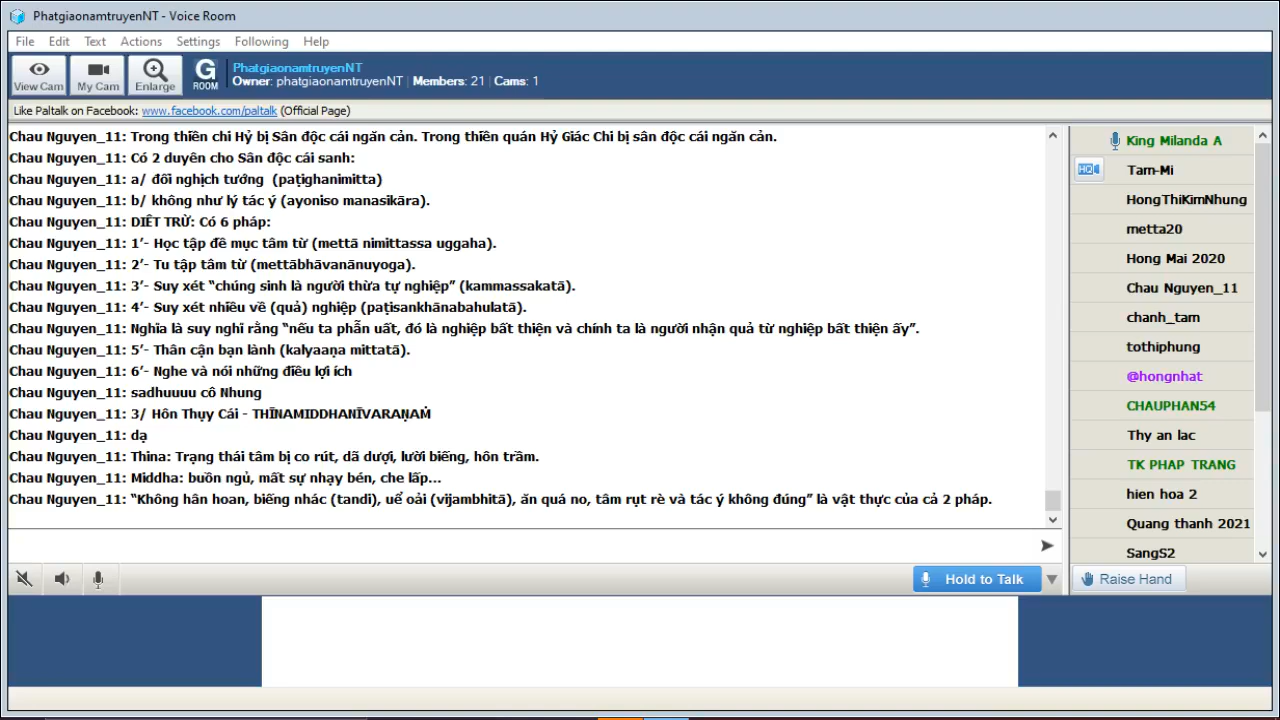 PhatgiaonamtruyenNT - Voice Room
File Edit Text Actions Settings Following Help
View Cam My Cam Enlarge G ROOM
PhatgiaonamtruyenNT
Owner: phatgiaonamtruyenNT | Members: 21 | Cams: 1
Like Paltalk on Facebook: www.facebook.com/paltalk (Official Page)
Chau Nguyen_11: Trong thiền chi Hỷ bị Sân độc cái ngăn cản. Trong thiền quán Hỷ Giác Chi bị sân độc cái ngăn cản.
Chau Nguyen_11: Có 2 duyên cho Sân độc cái sanh:
Chau Nguyen_11: a/ đối nghịch tướng (paṭighanimitta)
Chau Nguyen_11: b/ không như lý tác ý (ayoniso manasikāra).
Chau Nguyen_11: DIỆT TRỪ: Có 6 pháp:
Chau Nguyen_11: 1’- Học tập đề mục tâm từ (mettā nimittassa uggaha).
Chau Nguyen_11: 2’- Tu tập tâm từ (mettābhāvanānuyoga).
Chau Nguyen_11: 3’- Suy xét “chúng sinh là người thừa tự nghiệp” (kammassakatā).
Chau Nguyen_11: 4’- Suy xét nhiều về (quả) nghiệp (paṭisankhānabahulatā).
Chau Nguyen_11: Nghĩa là suy nghĩ rằng “nếu ta phẫn uất, đó là nghiệp bất thiện và chính ta là người nhận quả từ nghiệp bất thiện ấy”.
Chau Nguyen_11: 5’- Thân cận bạn lành (kalyaaṇa mittatā).
Chau Nguyen_11: 6’- Nghe và nói những điều lợi ích
Chau Nguyen_11: sadhuuuu cô Nhung
Chau Nguyen_11: 3/ Hôn Thụy Cái - THĪNAMIDDHANĪVARAṆAṀ
Chau Nguyen_11: dạ
Chau Nguyen_11: Thina: Trạng thái tâm bị co rút, dã dượi, lười biếng, hôn trầm.
Chau Nguyen_11: Middha: buồn ngủ, mất sự nhạy bén, che lấp...
Chau Nguyen_11: “Không hân hoan, biếng nhác (tandi), uể oải (vijambhitā), ăn quá no, tâm rụt rè và tác ý không đúng” là vật thực của cả 2 pháp.
Hold to Talk
King Milanda A
HQ Tam-Mi
HongThiKimNhung
metta20
Hong Mai 2020
Chau Nguyen_11
chanh_tam
tothiphung
@hongnhat
CHAUPHAN54
Thy an lac
TK PHAP TRANG
hien hoa 2
Quang thanh 2021
SangS2
Raise Hand